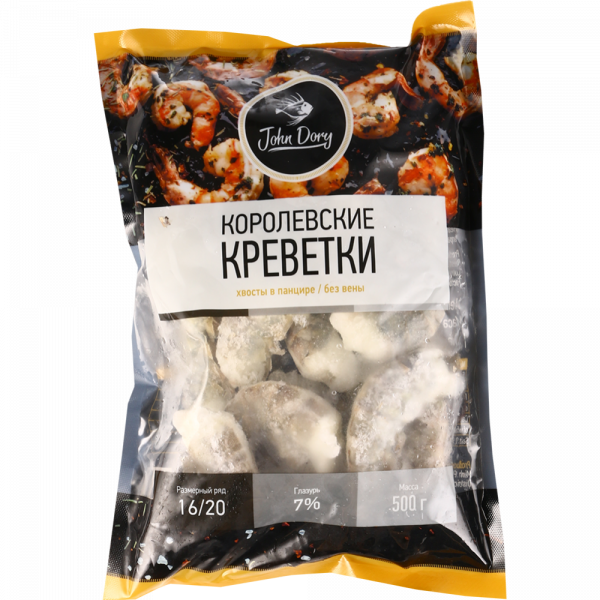 John Dory
КОРОЛЕВСКИЕ
КРЕВЕТКИ
хвосты в панцире / без вены
Размерный ряд
16/20
Глазурь
7%
Масса
500 г